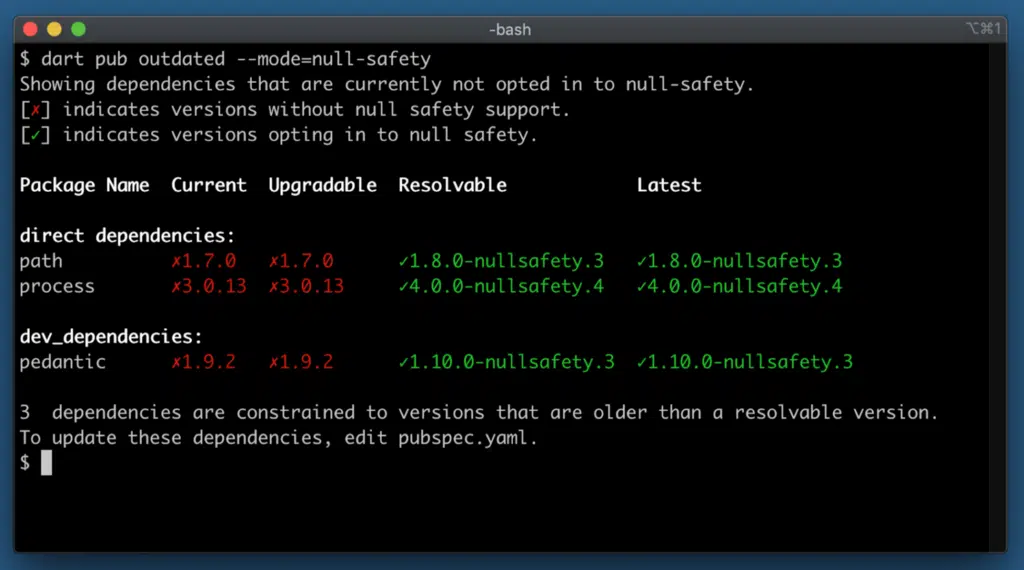 -bash
⌥⌘1
$ dart pub outdated --mode=null-safety
Showing dependencies that are currently not opted in to null-safety.
[✗] indicates versions without null safety support.
[✓] indicates versions opting in to null safety.
Package Name  Current  Upgradable  Resolvable  Latest
direct dependencies:
path  ✗1.7.0  ✗1.7.0  ✓1.8.0-nullsafety.3  ✓1.8.0-nullsafety.3
process  ✗3.0.13  ✗3.0.13  ✓4.0.0-nullsafety.4  ✓4.0.0-nullsafety.4
dev_dependencies:
pedantic  ✗1.9.2  ✗1.9.2  ✓1.10.0-nullsafety.3  ✓1.10.0-nullsafety.3
3  dependencies are constrained to versions that are older than a resolvable version.
To update these dependencies, edit pubspec.yaml.
$